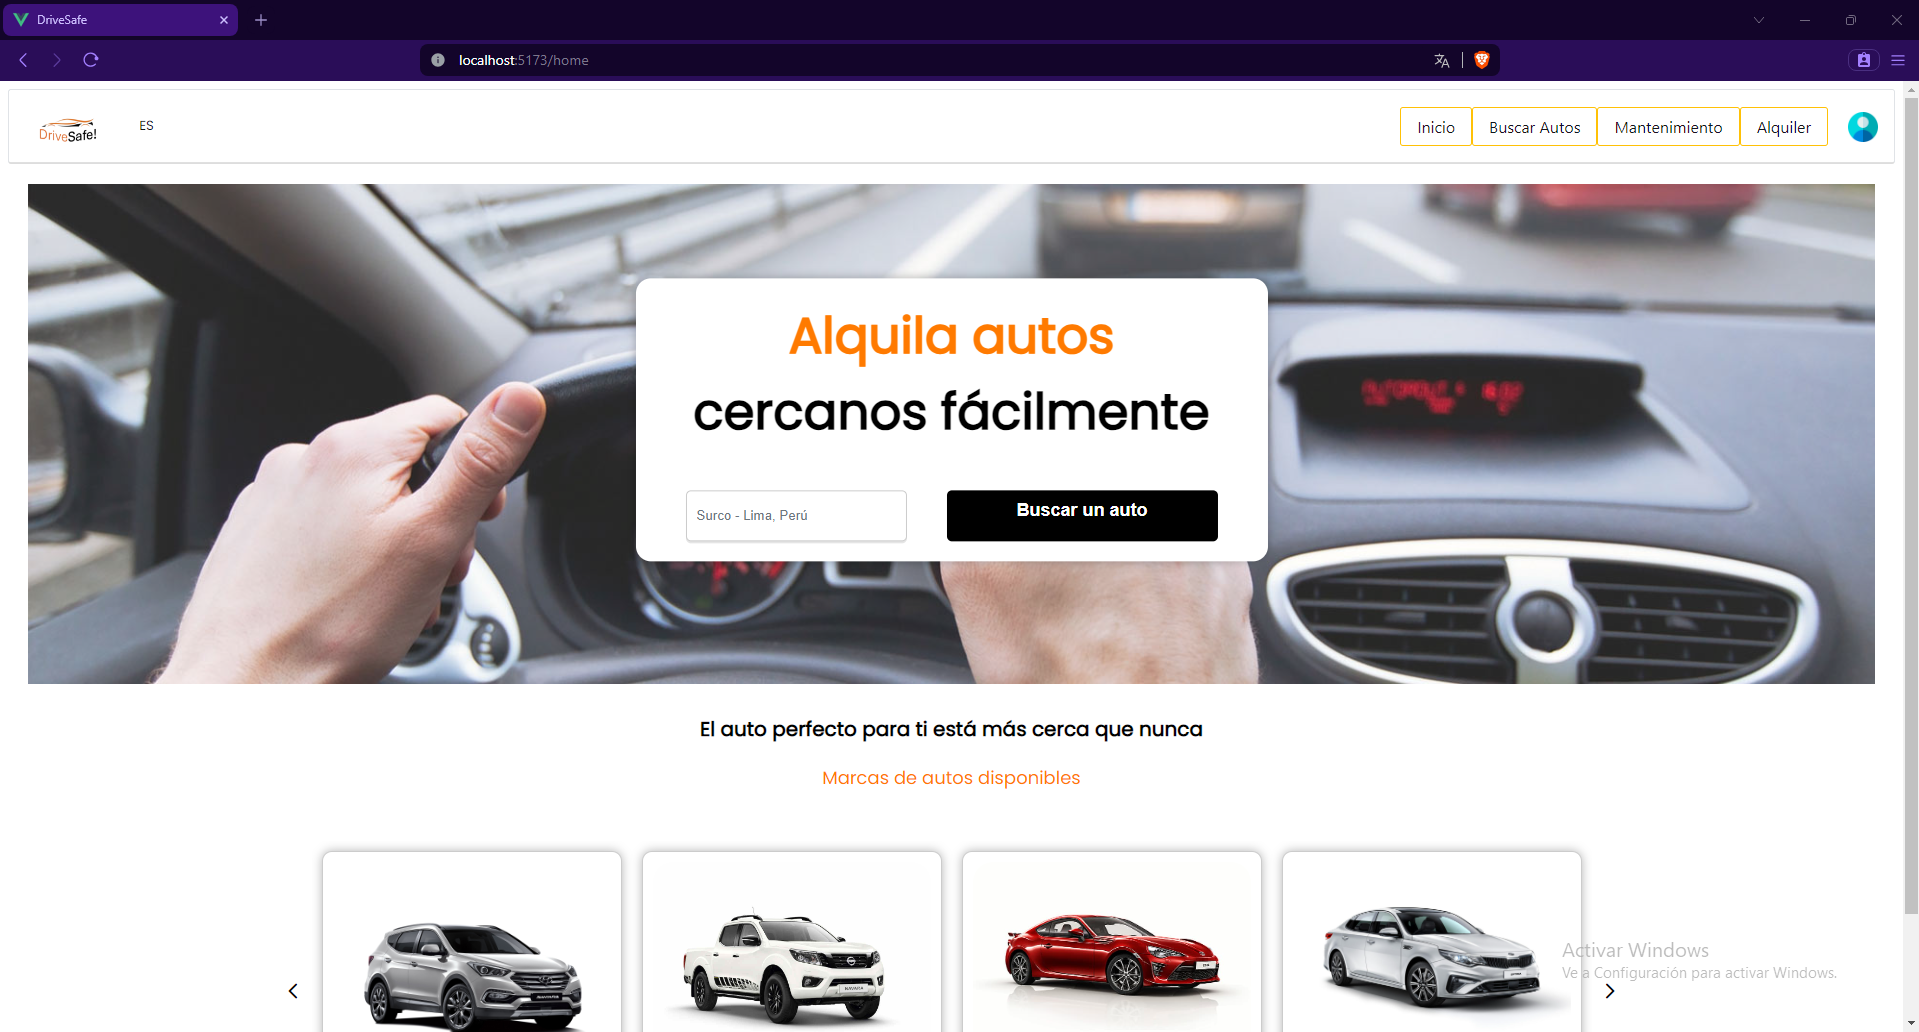 DriveSafe
localhost:5173/home
DriveSafe!
ES
Inicio
Buscar Autos
Mantenimiento
Alquiler
Alquila autos
cercanos fácilmente
Surco - Lima, Perú
Buscar un auto
El auto perfecto para ti está más cerca que nunca
Marcas de autos disponibles
NAVARA
Activar Windows
Ve a Configuración para activar Windows.